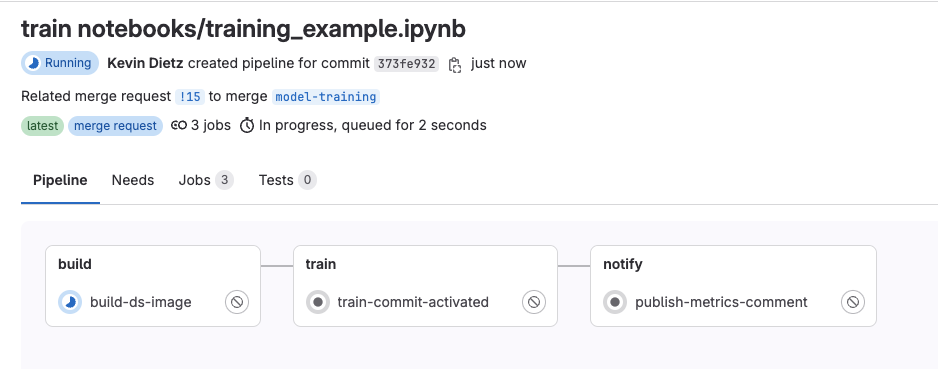 train notebooks/training_example.ipynb
Running Kevin Dietz created pipeline for commit 373fe932 just now
Related merge request !15 to merge model-training
latest merge request 3 jobs In progress, queued for 2 seconds
Pipeline Needs Jobs 3 Tests 0
build train notify
build-ds-image train-commit-activated publish-metrics-comment